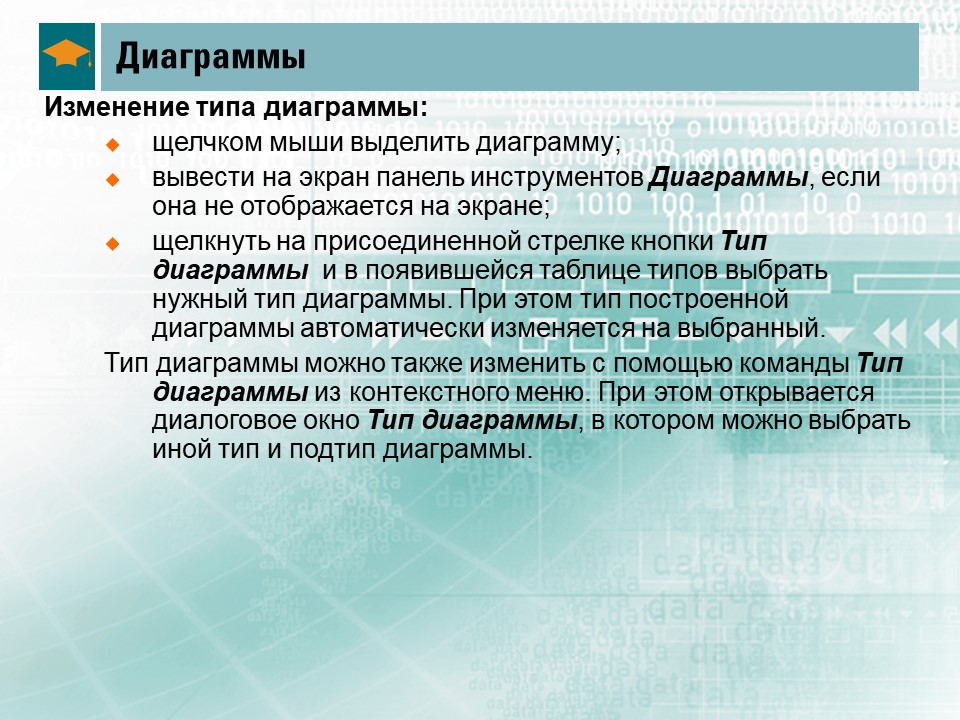 Диаграммы
Изменение типа диаграммы:
щелчком мыши выделить диаграмму;
вывести на экран панель инструментов Диаграммы, если
она не отображается на экране;
щелкнуть на присоединенной стрелке кнопки Тип
диаграммы и в появившейся таблице типов выбрать
нужный тип диаграммы. При этом тип построенной
диаграммы автоматически изменяется на выбранный.
Тип диаграммы можно также изменить с помощью команды Тип
диаграммы из контекстного меню. При этом открывается
диалоговое окно Тип диаграммы, в котором можно выбрать
иной тип и подтип диаграммы.